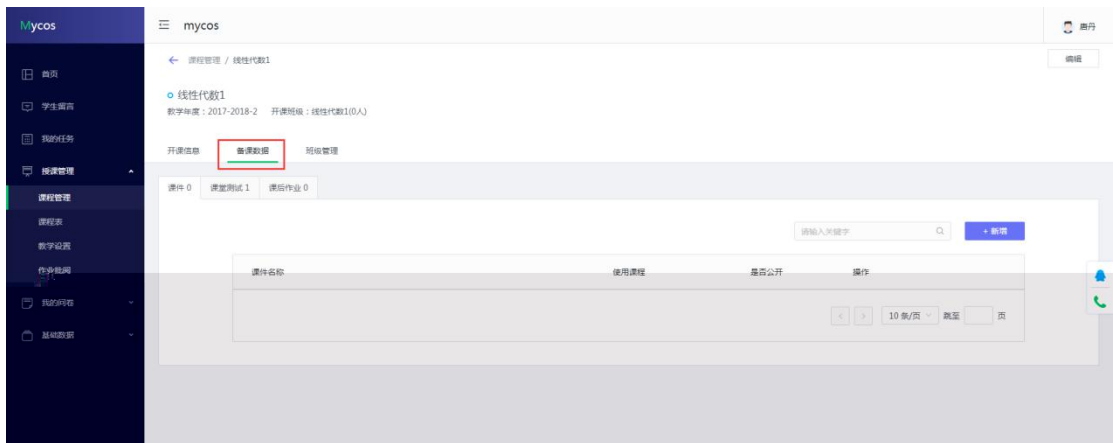 Mycos
mycos
唐丹
课程管理 / 线性代数1
编辑
首页
线性代数1
学生留言
教学年度：2017-2018-2 开课班级：线性代数1(0人)
我的任务
开课信息 备课数据 班级管理
授课管理
课件 0 课堂测试 1 课后作业 0
课程管理
课程表
请输入关键字 + 新增
教学设置
作业批阅
课件名称 使用课程 是否公开 操作
我的问卷
10 条/页 跳至 页
基础数据